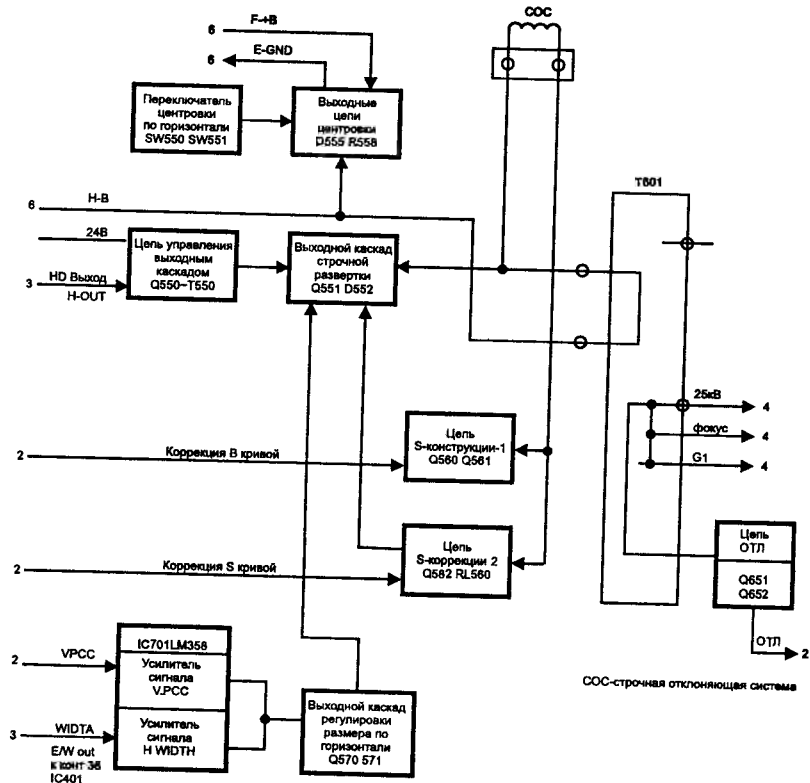 СОС
6
F-+B
6
E-GND
Переключатель
центровки
по горизонтали
SW550 SW551
Выходные
цепи
центровки
D555 R558
T601
6
H-B
24B
3
HD Выход
H-OUT
Цепь управления
выходным
каскадом
Q550~T550
Выходной каскад
строчной
развертки
Q551 D552
25кВ
4
фокус
4
G1
4
2
Коррекция В кривой
Цепь
S-конструкции-1
Q560 Q561
2
Коррекция S кривой
Цепь
S-коррекции 2
Q582 RL560
Цепь
ОТЛ
Q651
Q652
ОТЛ
2
2
VPCC
IC701LM358
Усилитель
сигнала
V.PCC
3
WIDTA
E/W out
к конт 36
IC401
Усилитель
сигнала
H WIDTH
Выходной каскад
регулировки
размера по
горизонтали
Q570 571
СОС-строчная отклоняющая система